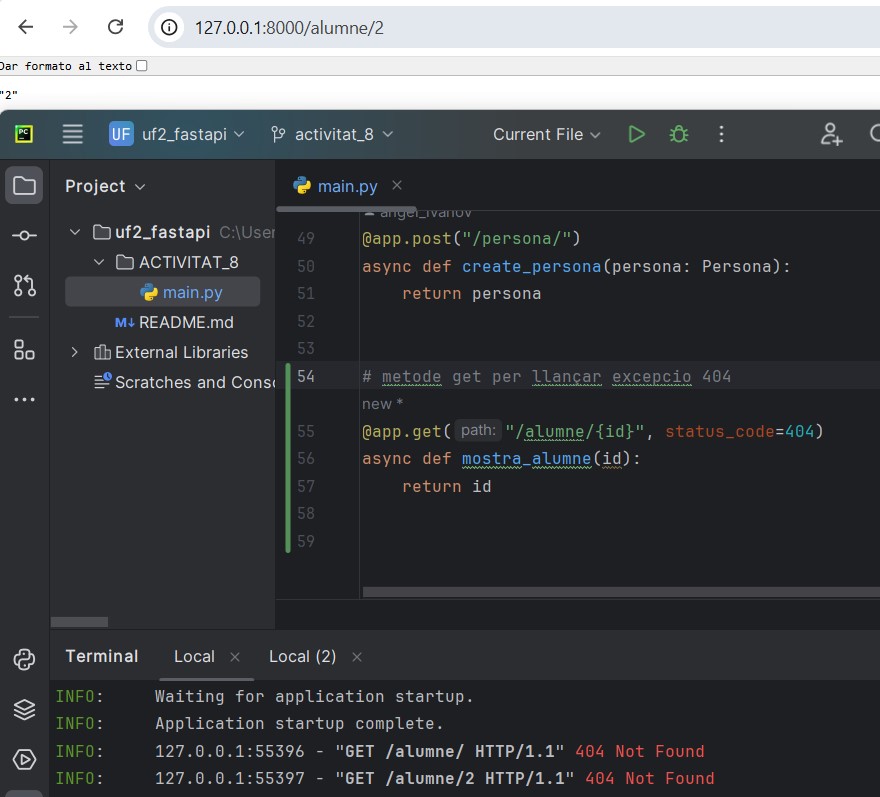 127.0.0.1:8000/alumne/2
Dar formato al texto
"2"
PC
UF uf2_fastapi activitat_8 Current File
Project
main.py
angel_ivanov
uf2_fastapi C:\User
ACTIVITAT_8
main.py
README.md
External Libraries
Scratches and Conso
49 @app.post("/persona/")
50 async def create_persona(persona: Persona):
51 return persona
52
53
54 # metode get per llançar excepcio 404
new *
55 @app.get( path: "/alumne/{id}", status_code=404)
56 async def mostra_alumne(id):
57 return id
58
59
Terminal Local Local (2)
INFO: Waiting for application startup.
INFO: Application startup complete.
INFO: 127.0.0.1:55396 - "GET /alumne/ HTTP/1.1" 404 Not Found
INFO: 127.0.0.1:55397 - "GET /alumne/2 HTTP/1.1" 404 Not Found